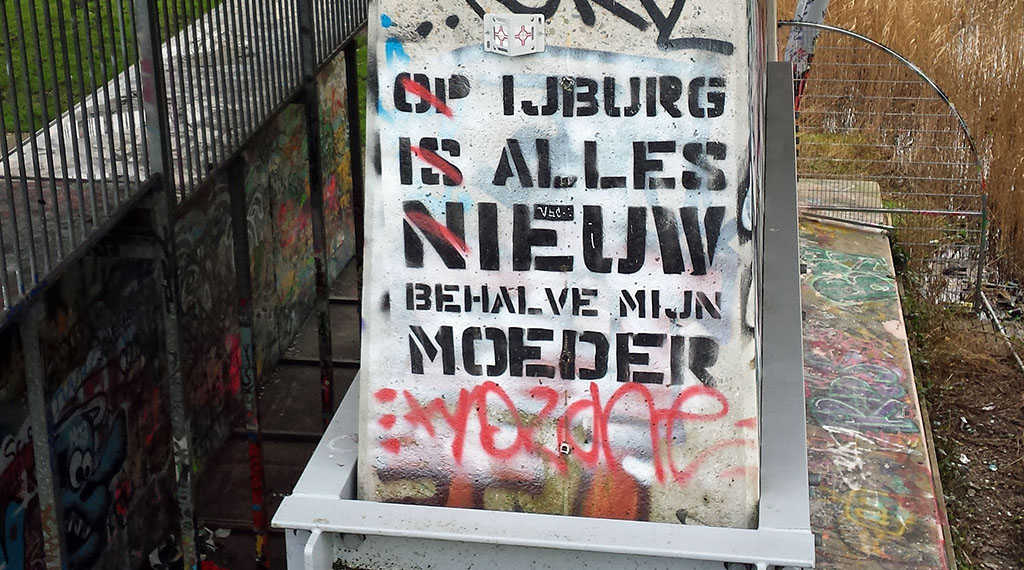 OP IJBURG
IS ALLES
NIEUW
BEHALVE MIJN
MOEDER